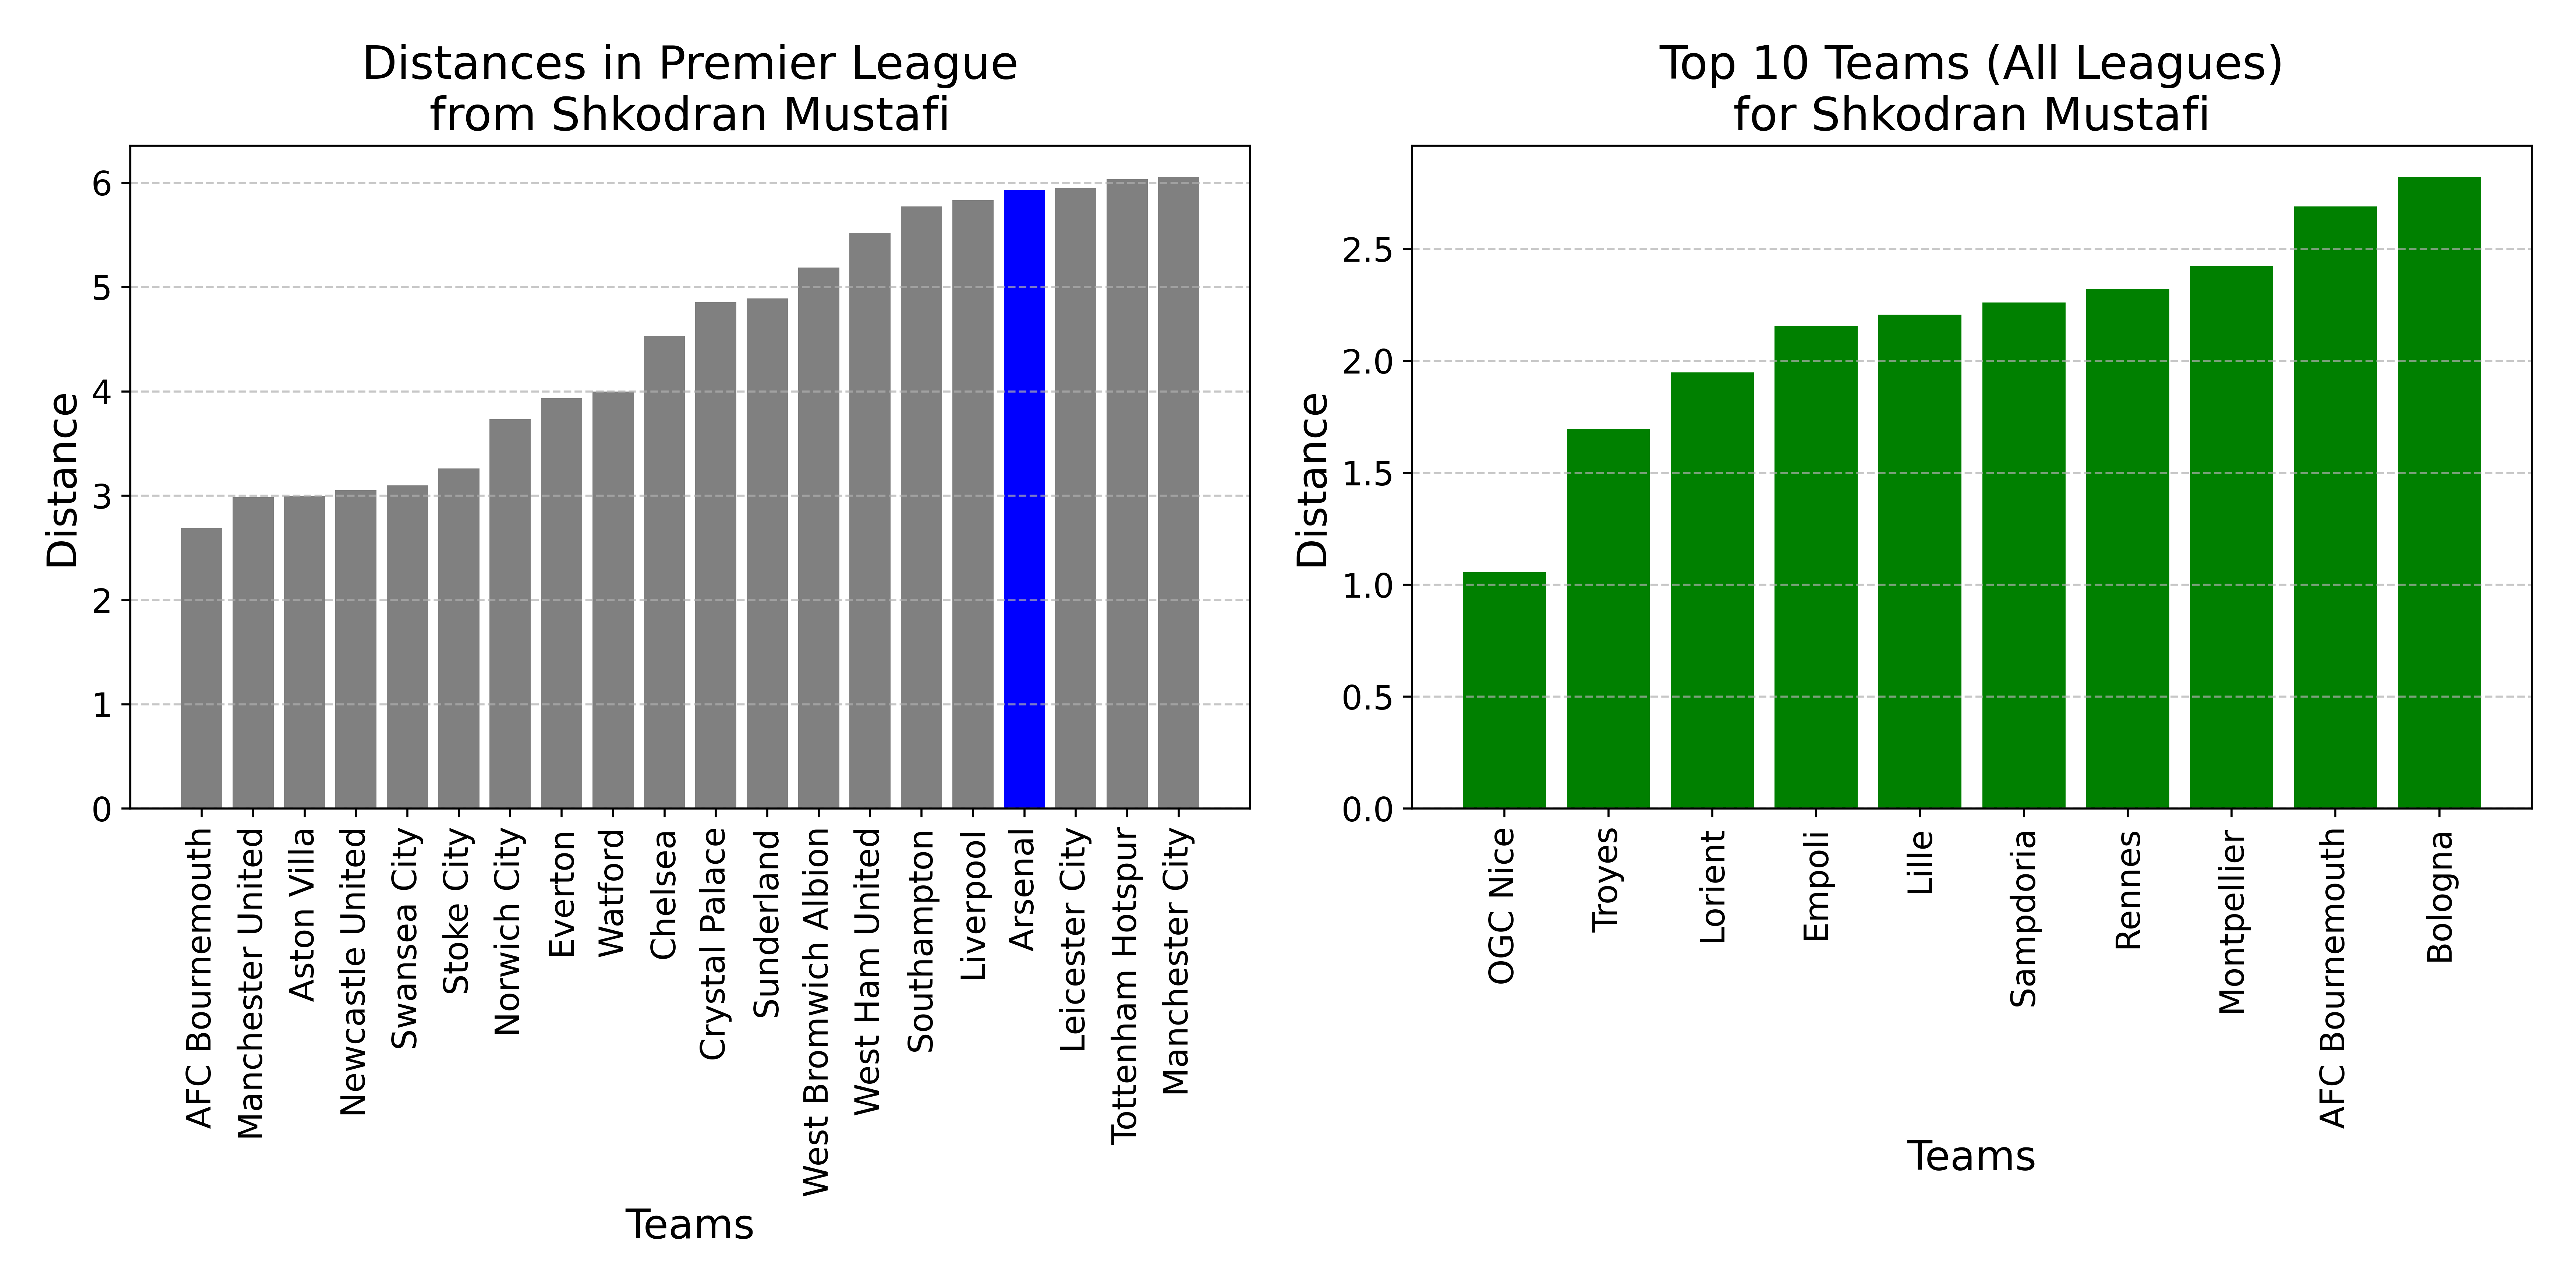 Distances in Premier League
from Shkodran Mustafi
Distance
6
5
4
3
2
1
0
AFC Bournemouth
Manchester United
Aston Villa
Newcastle United
Swansea City
Stoke City
Norwich City
Everton
Watford
Chelsea
Crystal Palace
Sunderland
West Bromwich Albion
West Ham United
Southampton
Liverpool
Arsenal
Leicester City
Tottenham Hotspur
Manchester City
Teams
Top 10 Teams (All Leagues)
for Shkodran Mustafi
Distance
2.5
2.0
1.5
1.0
0.5
0.0
OGC Nice
Troyes
Lorient
Empoli
Lille
Sampdoria
Rennes
Montpellier
AFC Bournemouth
Bologna
Teams